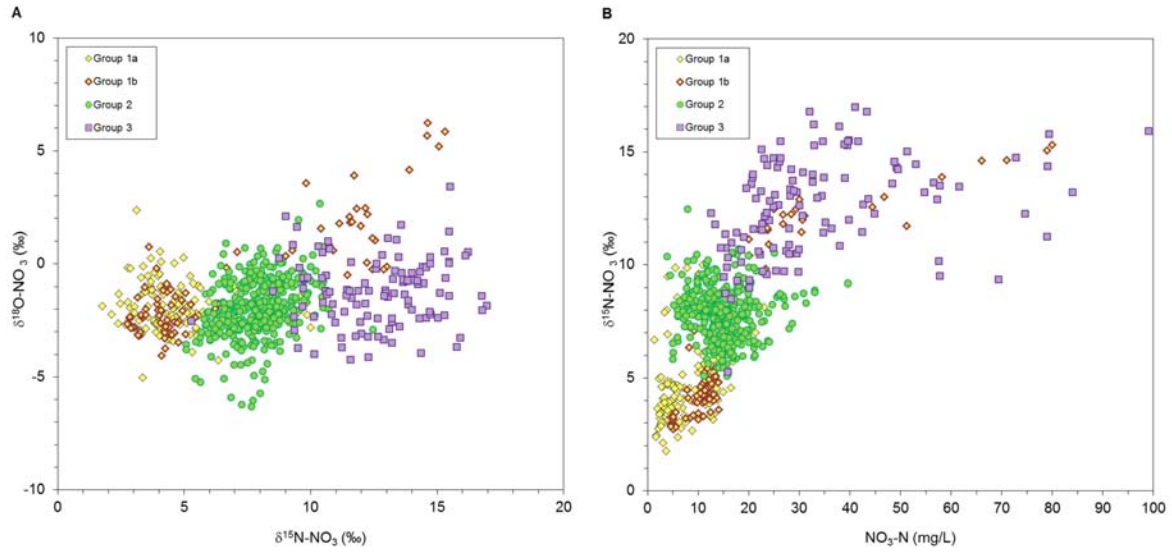 A
10
Group 1a
Group 1b
Group 2
Group 3
5
0
-5
-10
δ18O-NO3 (‰)
0
5
10
15
20
δ15N-NO3 (‰)
B
20
Group 1a
Group 1b
Group 2
Group 3
15
10
5
0
δ15N-NO3 (‰)
0
10
20
30
40
50
60
70
80
90
100
NO3-N (mg/L)